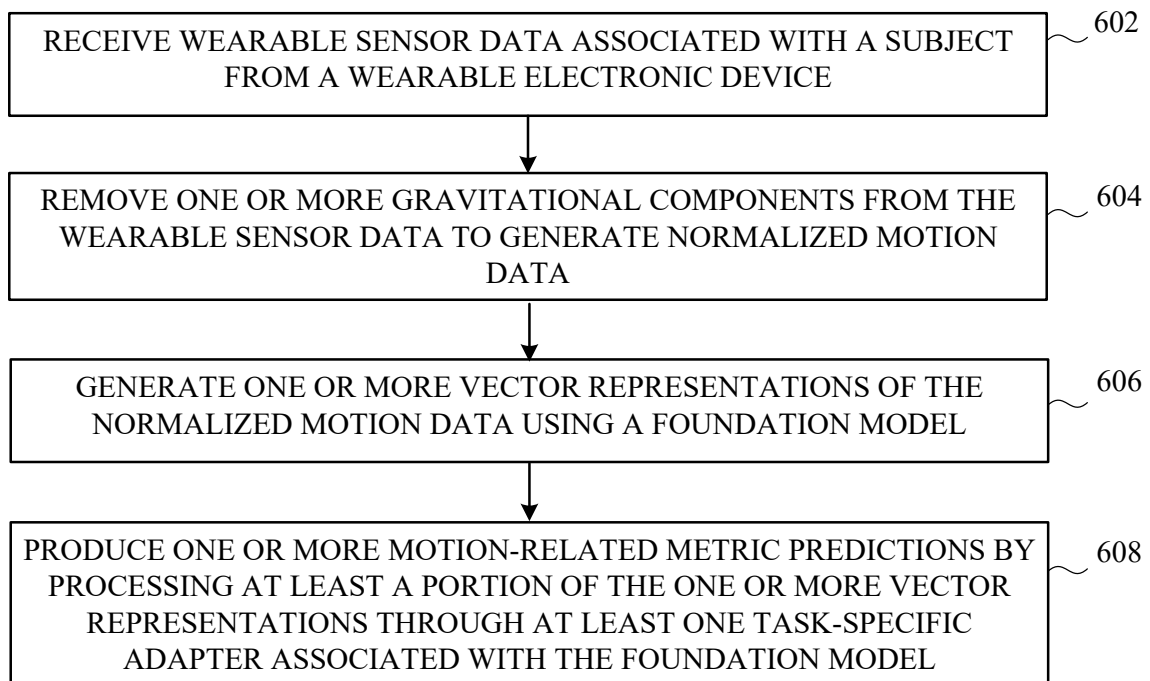 RECEIVE WEARABLE SENSOR DATA ASSOCIATED WITH A SUBJECT
FROM A WEARABLE ELECTRONIC DEVICE
602
REMOVE ONE OR MORE GRAVITATIONAL COMPONENTS FROM THE
WEARABLE SENSOR DATA TO GENERATE NORMALIZED MOTION
DATA
604
GENERATE ONE OR MORE VECTOR REPRESENTATIONS OF THE
NORMALIZED MOTION DATA USING A FOUNDATION MODEL
606
PRODUCE ONE OR MORE MOTION-RELATED METRIC PREDICTIONS BY
PROCESSING AT LEAST A PORTION OF THE ONE OR MORE VECTOR
REPRESENTATIONS THROUGH AT LEAST ONE TASK-SPECIFIC
ADAPTER ASSOCIATED WITH THE FOUNDATION MODEL
608